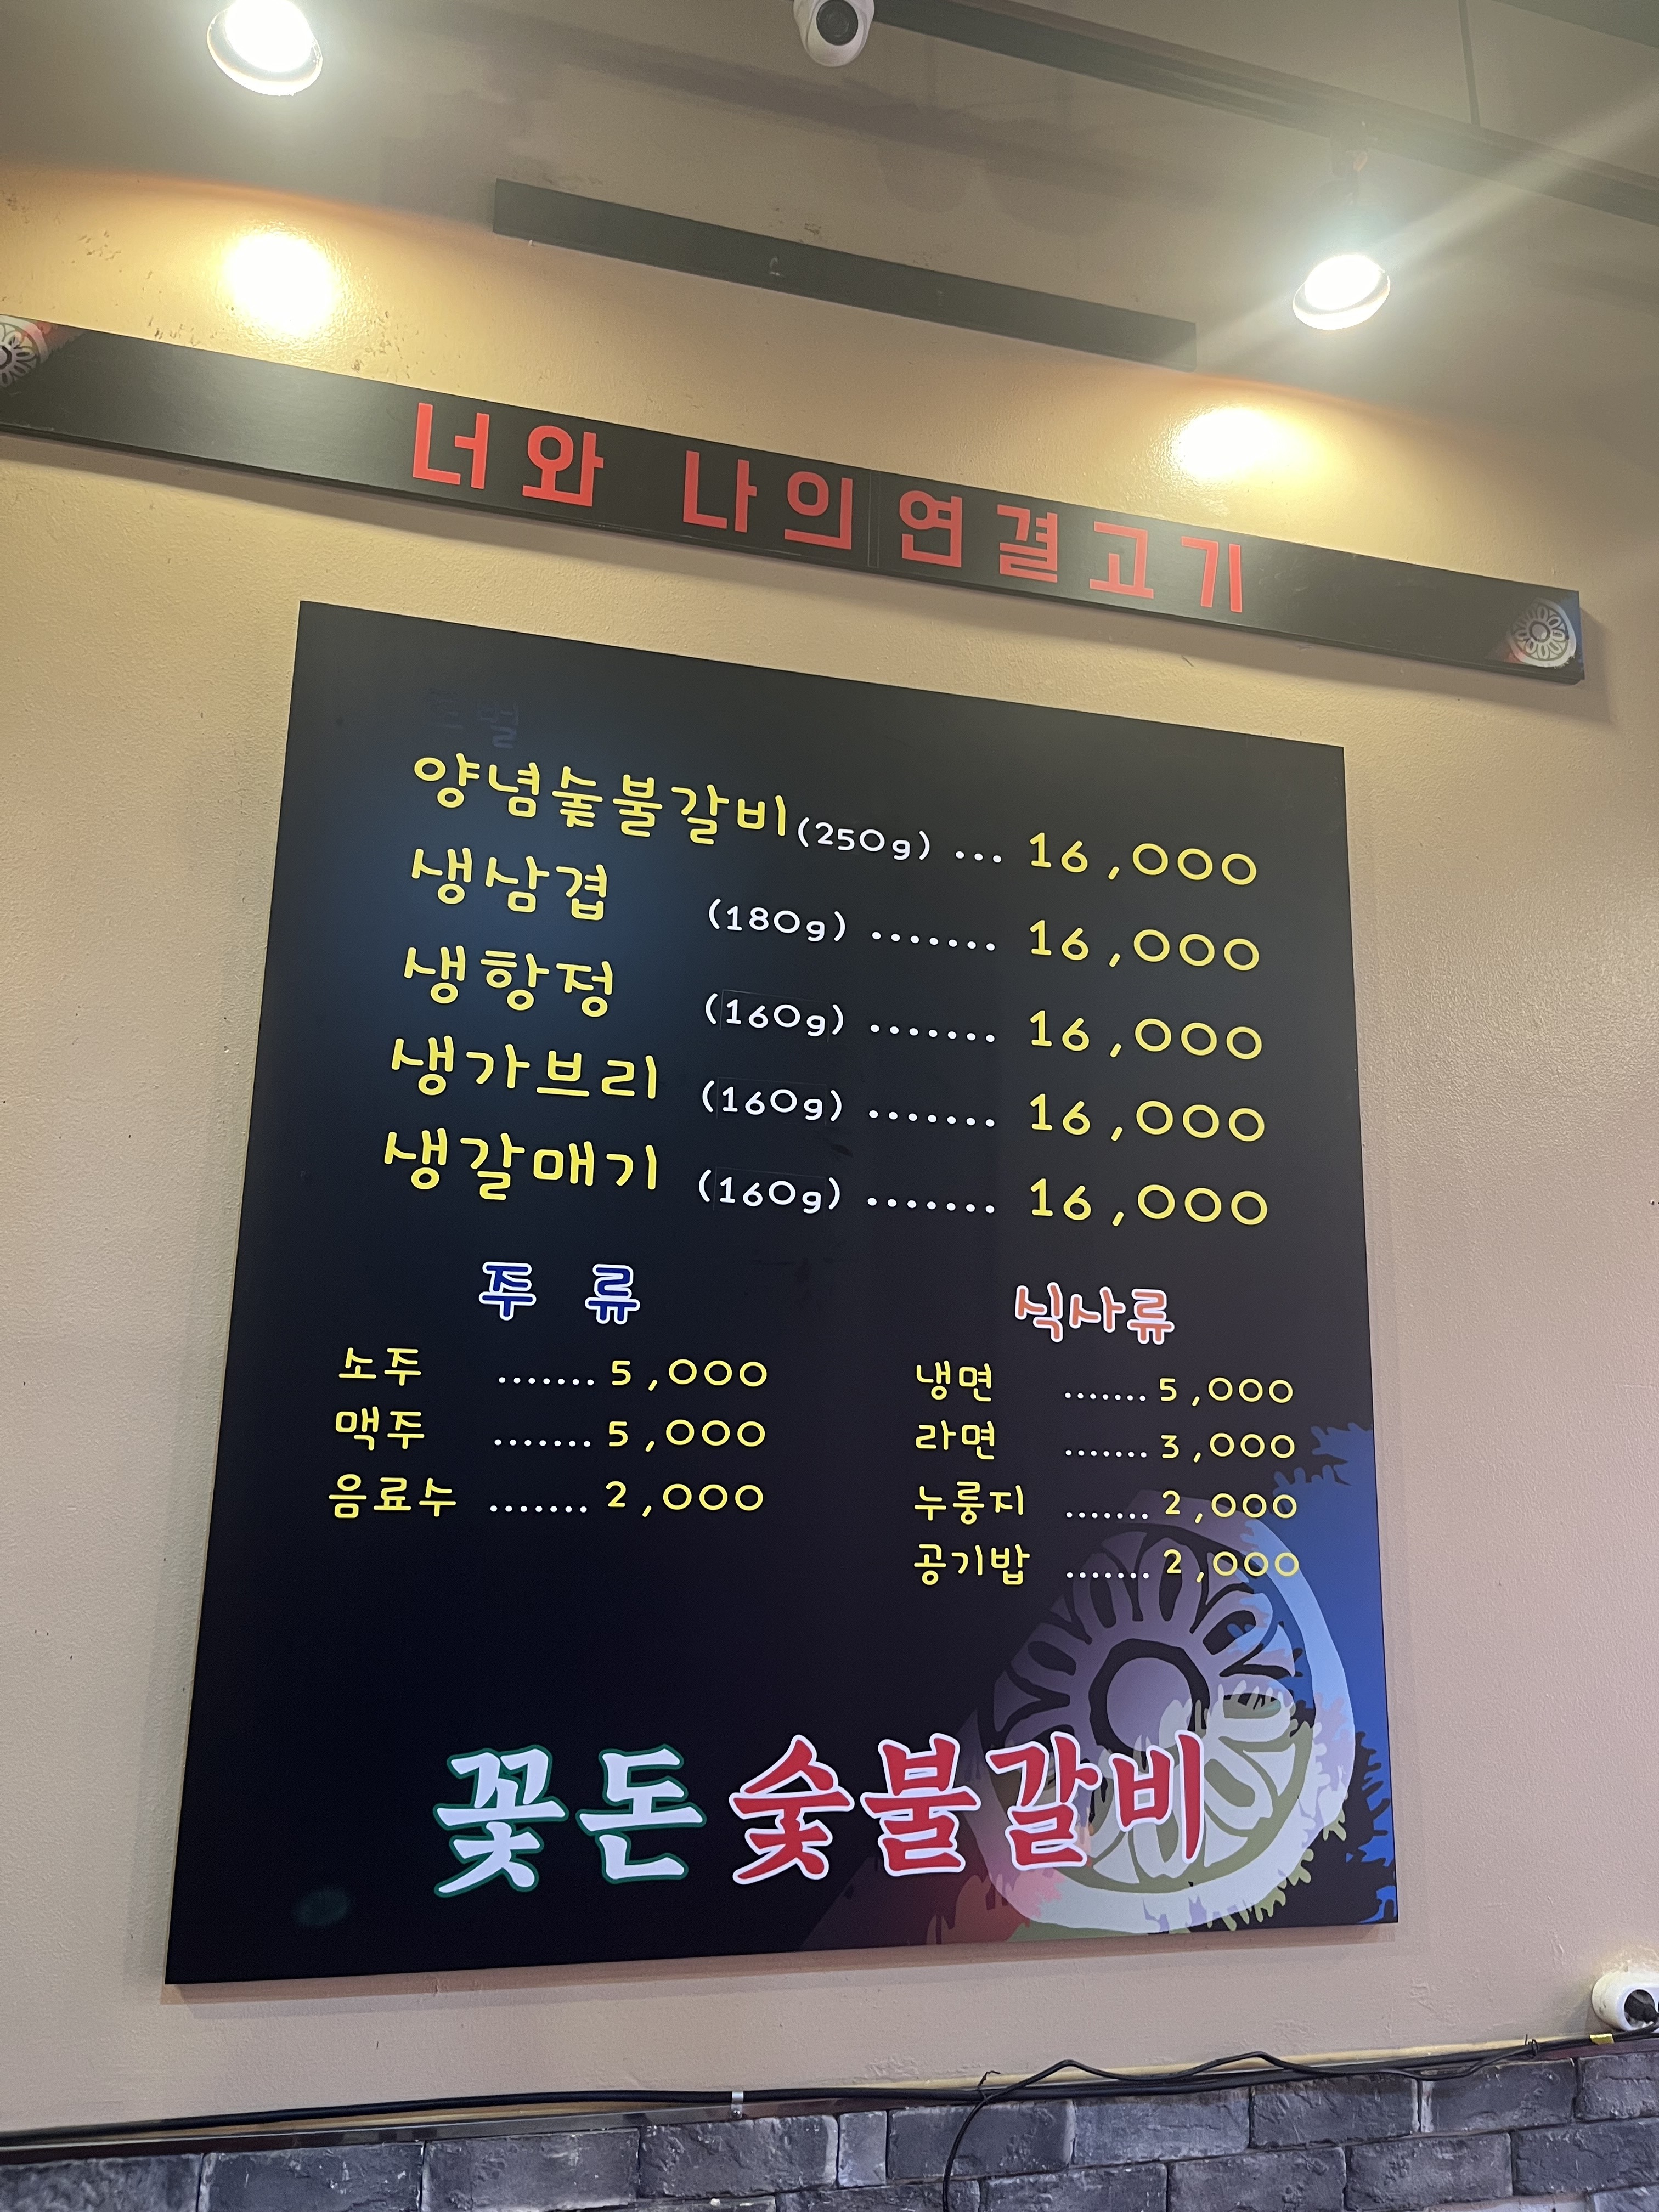 너와 나의 연결고기
양념숯불갈비(250g) ... 16,000
생삼겹 (180g) ....... 16,000
생항정 (160g) ....... 16,000
생가브리 (160g) ....... 16,000
생갈매기 (160g) ....... 16,000
주 류
소주 ....... 5,000
맥주 ....... 5,000
음료수 ....... 2,000
식사류
냉면 ....... 5,000
라면 ....... 3,000
누룽지 ....... 2,000
공기밥 ....... 2,000
꽃돈 숯불갈비